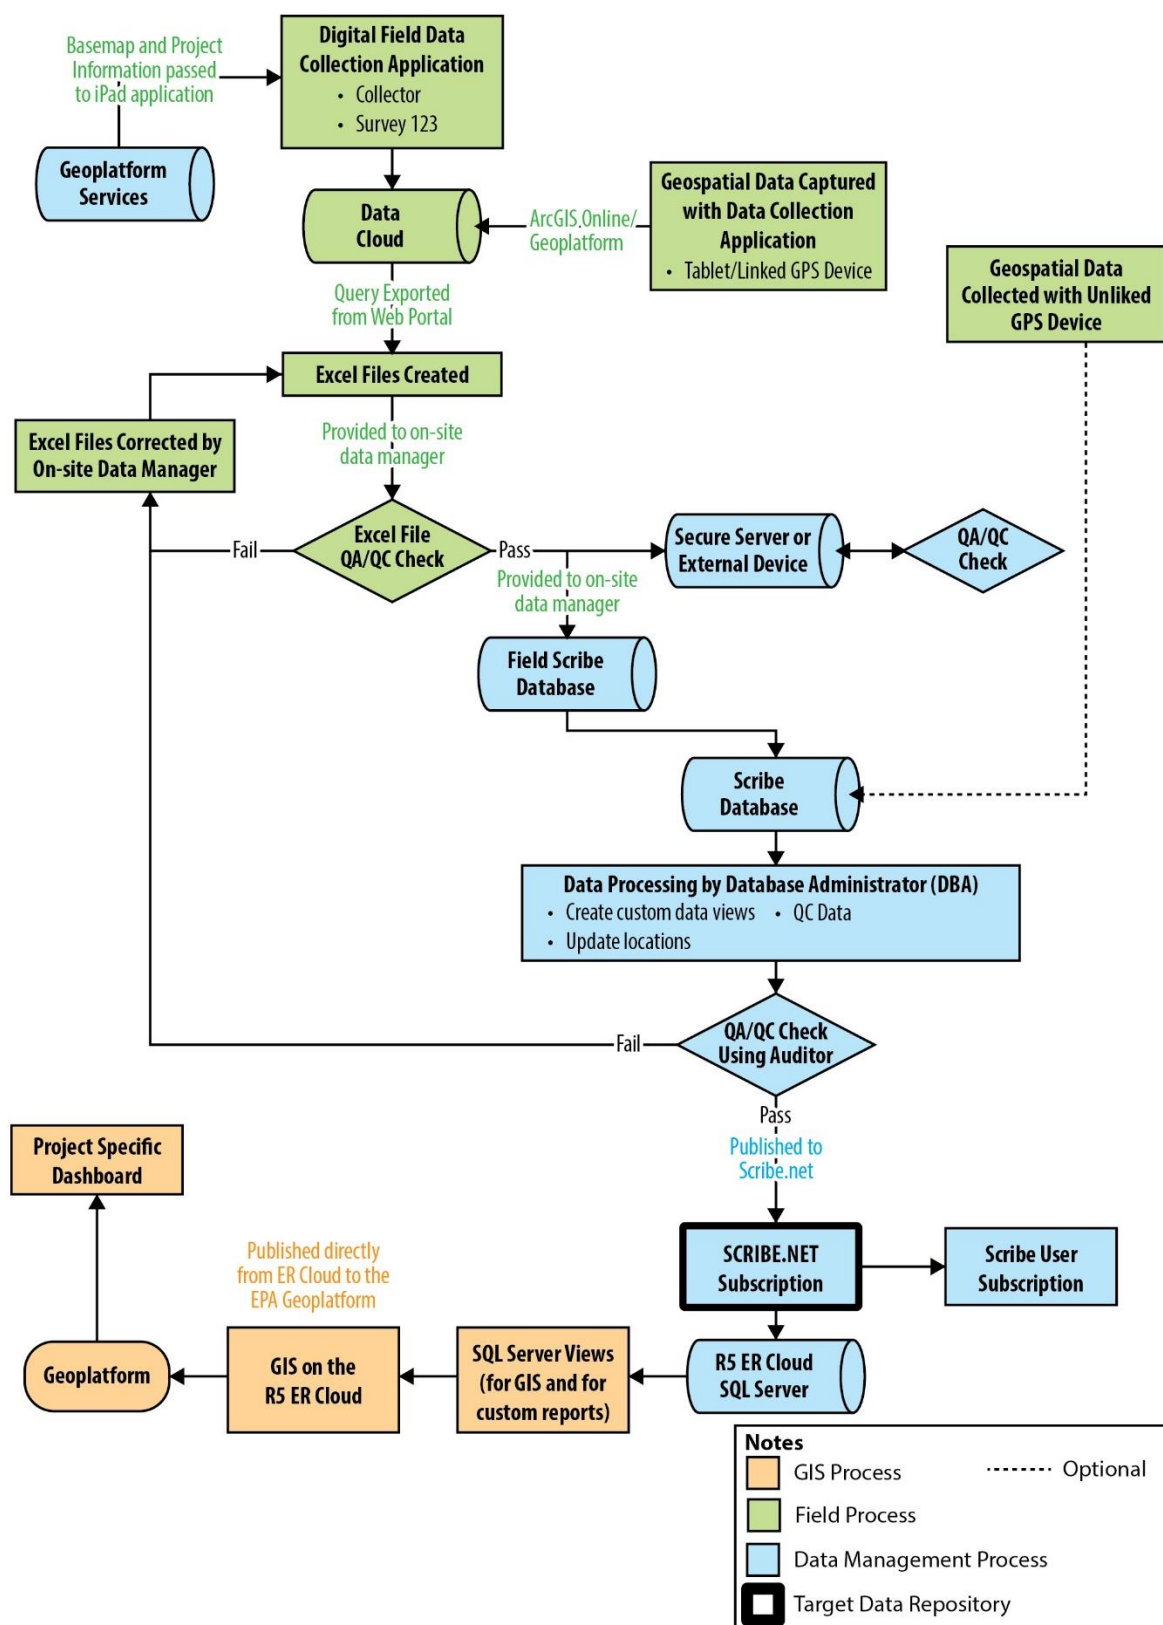 Basemap and Project
Information passed
to iPad application
Digital Field Data
Collection Application
• Collector
• Survey 123
Geoplatform
Services
Data
Cloud
ArcGIS Online/
Geoplatform
Geospatial Data Captured
with Data Collection
Application
• Tablet/Linked GPS Device
Geospatial Data
Collected with Unliked
GPS Device
Query Exported
from Web Portal
Excel Files Created
Provided to on-site
data manager
Excel Files Corrected by
On-site Data Manager
Fail
Excel File
QA/QC Check
Pass
Provided to on-site
data manager
Secure Server or
External Device
QA/QC
Check
Field Scribe
Database
Scribe
Database
Data Processing by Database Administrator (DBA)
• Create custom data views • QC Data
• Update locations
Fail
QA/QC Check
Using Auditor
Pass
Published to
Scribe.net
Project Specific
Dashboard
SCRIBE.NET
Subscription
Scribe User
Subscription
Published directly
from ER Cloud to the
EPA Geoplatform
Geoplatform
GIS on the
R5 ER Cloud
SQL Server Views
(for GIS and for
custom reports)
R5 ER Cloud
SQL Server
Notes
GIS Process
Optional
Field Process
Data Management Process
Target Data Repository